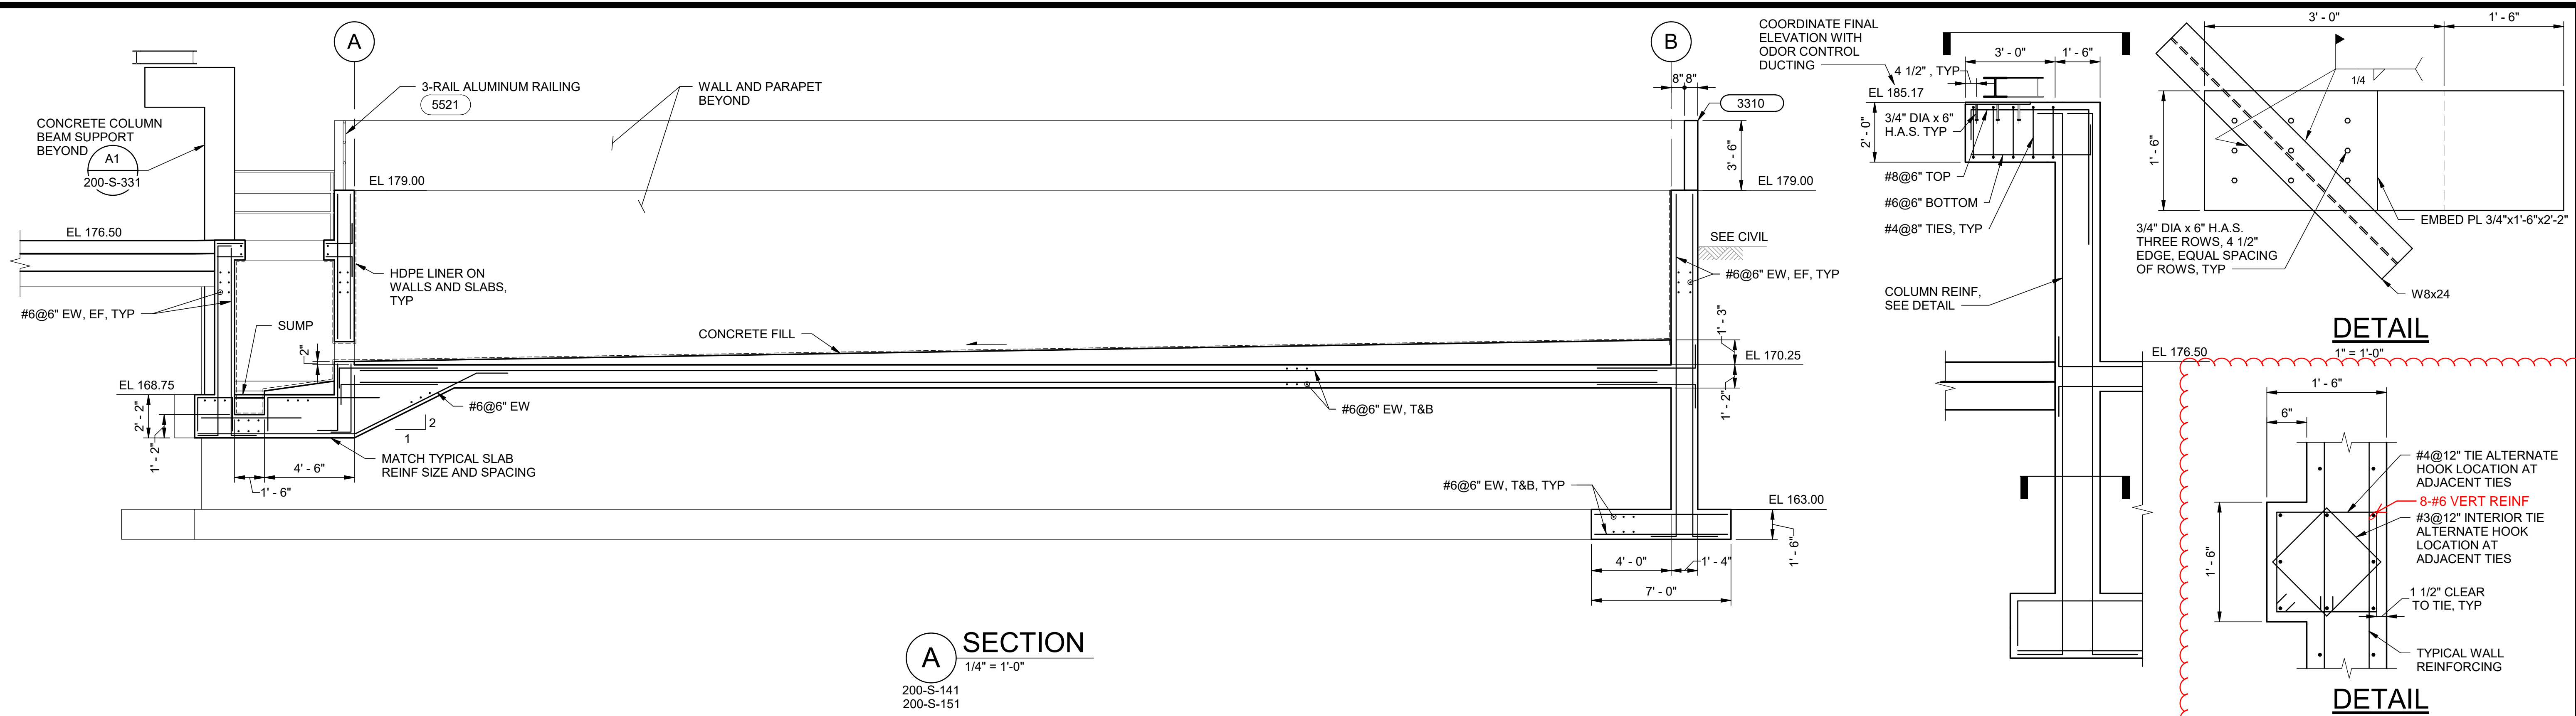 A
B
3-RAIL ALUMINUM RAILING
5521
WALL AND PARAPET
BEYOND
CONCRETE COLUMN
BEAM SUPPORT
BEYOND
A1
200-S-331
EL 179.00
8" 8"
3310
3' - 6"
EL 179.00
EL 176.50
SEE CIVIL
HDPE LINER ON
WALLS AND SLABS,
TYP
#6@6" EW, EF, TYP
#6@6" EW, EF, TYP
SUMP
CONCRETE FILL
2"
1' - 3"
EL 170.25
EL 168.75
2' - 2"
1' - 2"
#6@6" EW
2
1
#6@6" EW, T&B
1' - 2"
MATCH TYPICAL SLAB
REINF SIZE AND SPACING
4' - 6"
1' - 6"
#6@6" EW, T&B, TYP
EL 163.00
1' - 6"
4' - 0"
1' - 4"
7' - 0"
A
SECTION
1/4" = 1'-0"
200-S-141
200-S-151
COORDINATE FINAL
ELEVATION WITH
ODOR CONTROL
DUCTING
3' - 0"
1' - 6"
4 1/2" , TYP
EL 185.17
2' - 0"
3/4" DIA x 6"
H.A.S. TYP
#8@6" TOP
#6@6" BOTTOM
#4@8" TIES, TYP
COLUMN REINF,
SEE DETAIL
EL 176.50
3' - 0"
1' - 6"
1/4
1' - 6"
EMBED PL 3/4"x1'-6"x2'-2"
3/4" DIA x 6" H.A.S.
THREE ROWS, 4 1/2"
EDGE, EQUAL SPACING
OF ROWS, TYP
W8x24
DETAIL
1" = 1'-0"
1' - 6"
6"
#4@12" TIE ALTERNATE
HOOK LOCATION AT
ADJACENT TIES
8-#6 VERT REINF
#3@12" INTERIOR TIE
ALTERNATE HOOK
LOCATION AT
ADJACENT TIES
1' - 6"
1 1/2" CLEAR
TO TIE, TYP
TYPICAL WALL
REINFORCING
DETAIL